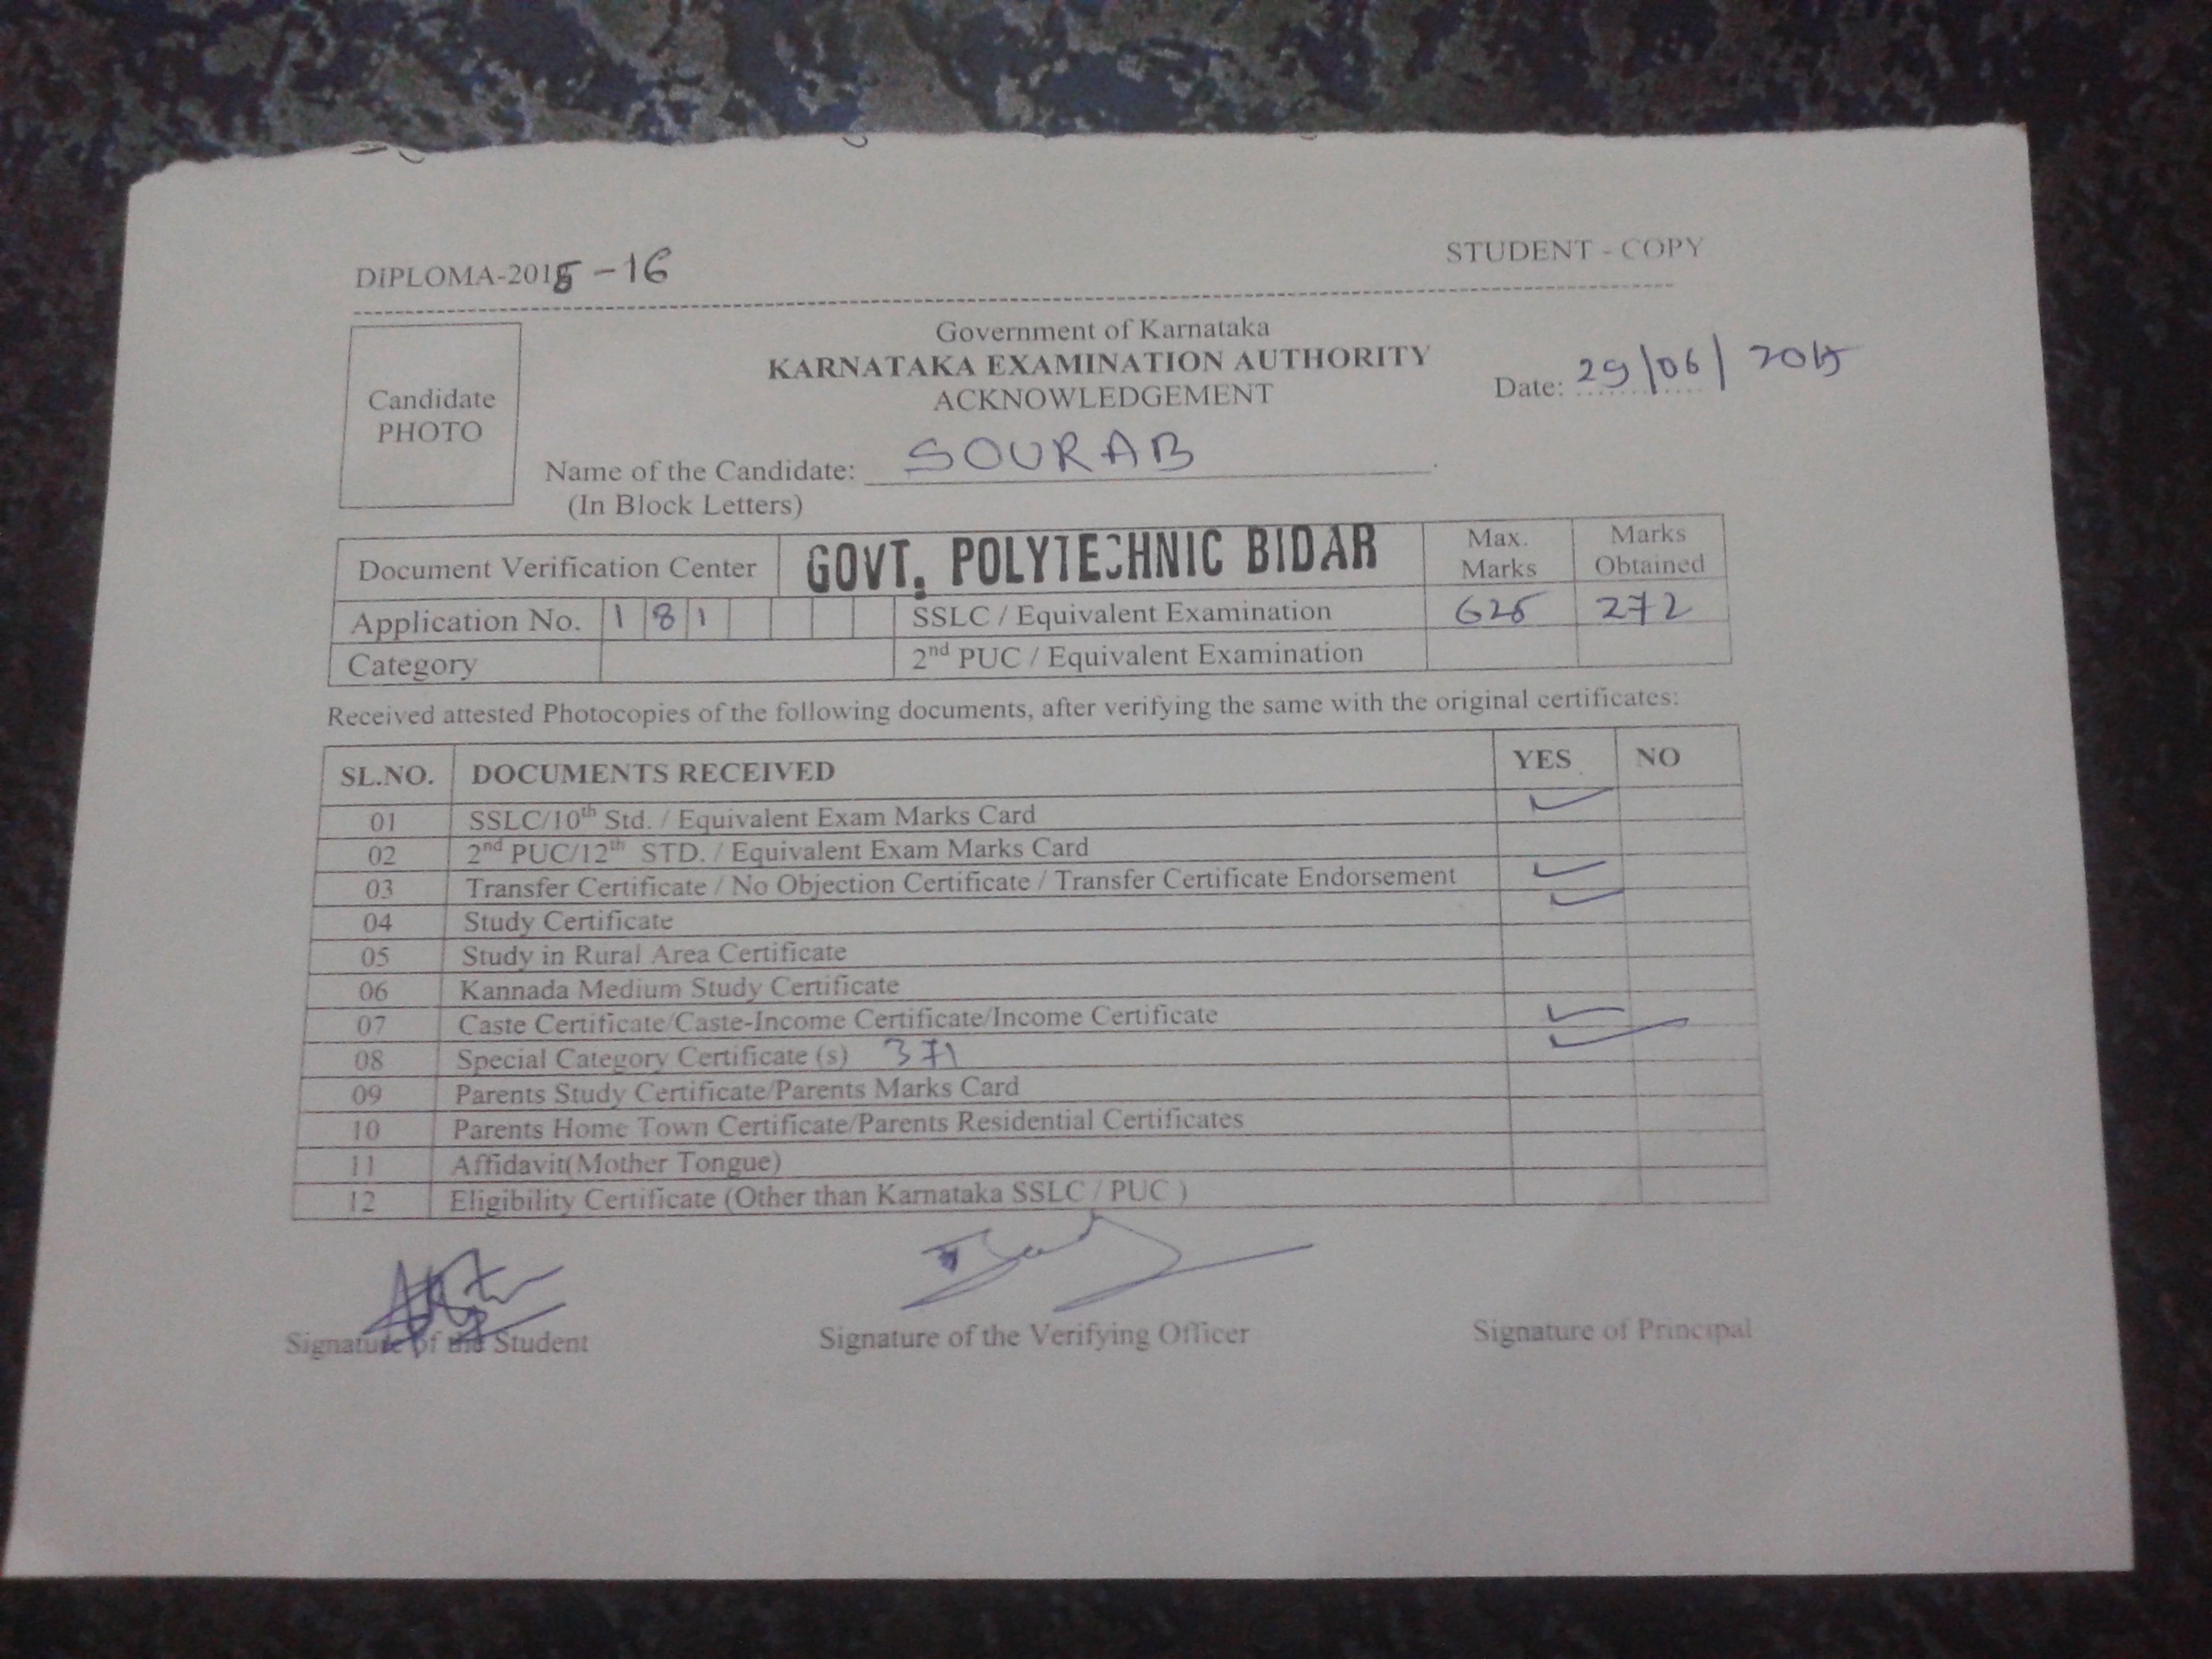 DIPLOMA-2015-16
STUDENT - COPY
Candidate
PHOTO
Government of Karnataka
KARNATAKA EXAMINATION AUTHORITY
ACKNOWLEDGEMENT
Date: 29/06/2015
Name of the Candidate: SOURAB
(In Block Letters)
Document Verification Center GOVT. POLYTECHNIC BIDAR Max. Marks Marks Obtained
Application No. 181 SSLC / Equivalent Examination 625 272
Category 2nd PUC / Equivalent Examination
Received attested Photocopies of the following documents, after verifying the same with the original certificates:
SL.NO. DOCUMENTS RECEIVED YES NO
01 SSLC/10th Std. / Equivalent Exam Marks Card ✓
02 2nd PUC/12th STD. / Equivalent Exam Marks Card
03 Transfer Certificate / No Objection Certificate / Transfer Certificate Endorsement ✓
04 Study Certificate ✓
05 Study in Rural Area Certificate
06 Kannada Medium Study Certificate
07 Caste Certificate/Caste-Income Certificate/Income Certificate ✓
08 Special Category Certificate (s) 371 ✓
09 Parents Study Certificate/Parents Marks Card
10 Parents Home Town Certificate/Parents Residential Certificates
11 Affidavit(Mother Tongue)
12 Eligibility Certificate (Other than Karnataka SSLC / PUC )
Signature of the Student
Signature of the Verifying Officer
Signature of Principal